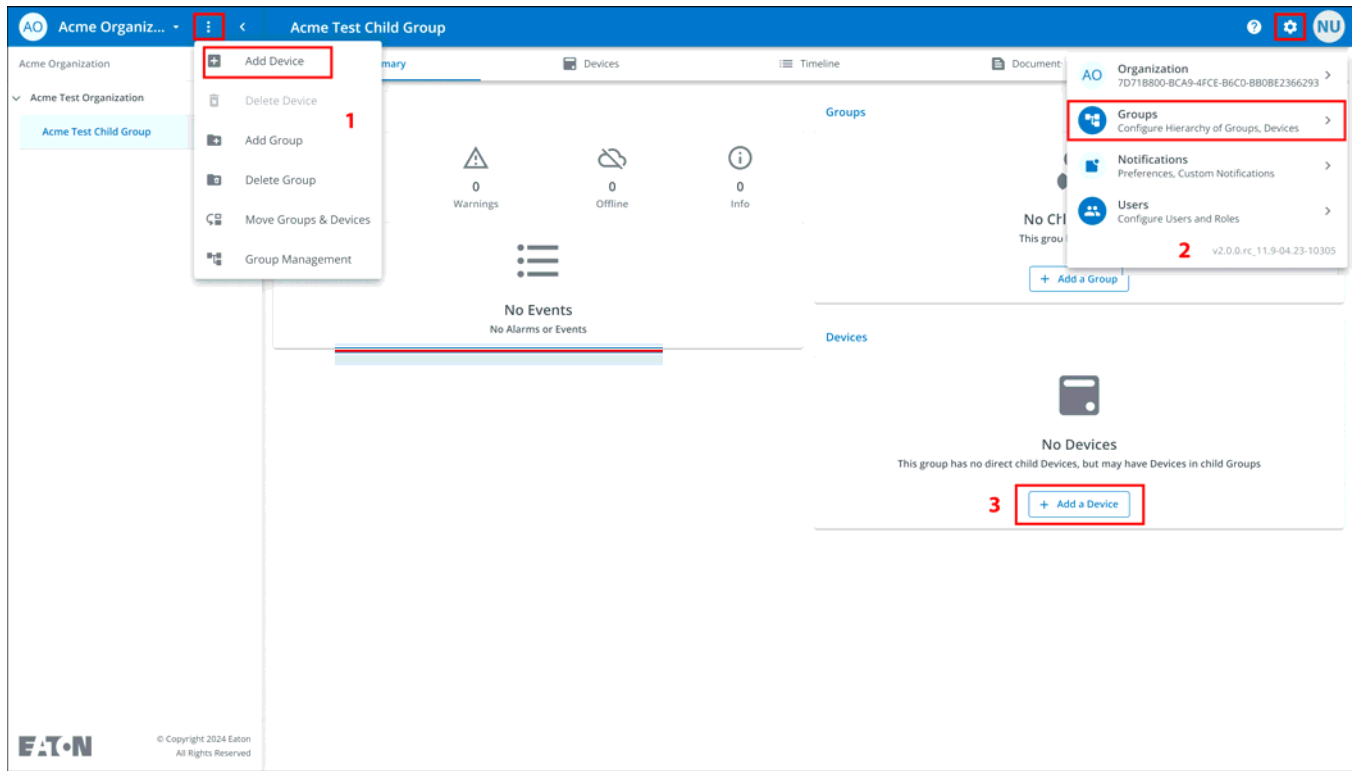 AO Acme Organiz... Acme Test Child Group NU
Acme Organization
Acme Test Organization
Acme Test Child Group
Add Device
Delete Device
1
Add Group
Delete Group
Move Groups & Devices
Group Management
mary Devices Timeline Document
0
Warnings
0
Offline
0
Info
No Events
No Alarms or Events
Groups
No Ch
This grou
+ Add a Group
AO Organization
7D71B800-BCA9-4FCE-B6C0-BB0BE2366293
Groups
Configure Hierarchy of Groups, Devices
Notifications
Preferences, Custom Notifications
Users
Configure Users and Roles
2 v2.0.0.rc_11.9-04.23-10305
Devices
No Devices
This group has no direct child Devices, but may have Devices in child Groups
3 + Add a Device
EATON © Copyright 2024 Eaton
All Rights Reserved